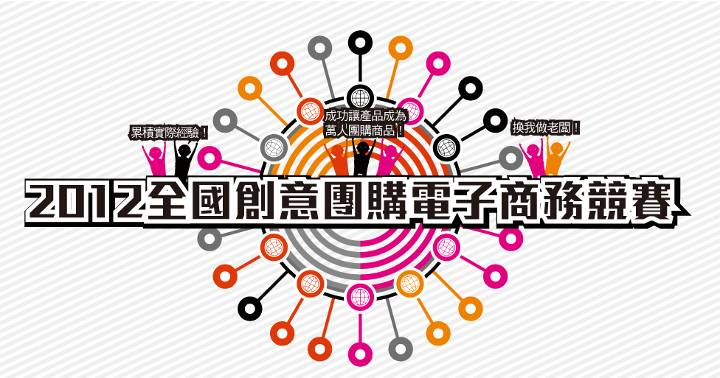 累積實際經驗！
成功讓產品成為
萬人團購商品！
換我做老闆！
2012全國創意團購電子商務競賽